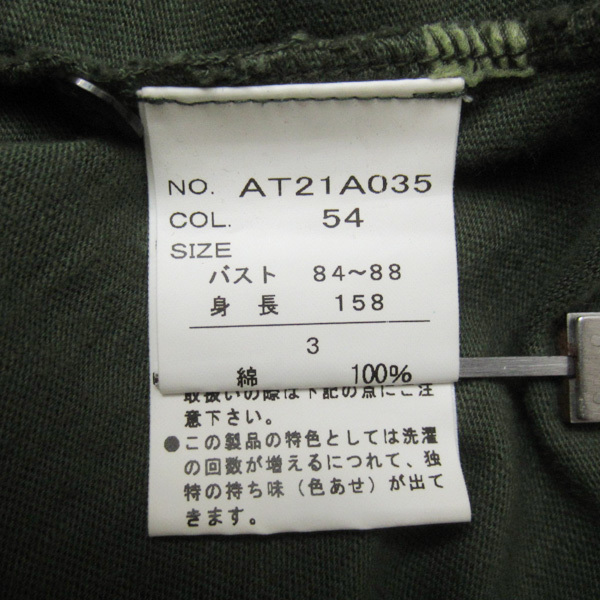 NO. AT21A035
COL. 54
SIZE
バスト 84〜88
身長 158
3
綿 100%
取扱いの際は下記の点にご注
意下さい。
●この製品の特色としては洗濯
の回数が増えるにつれて、独
特の持ち味（色あせ）が出て
きます。